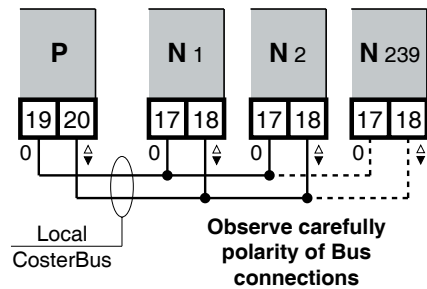 P N 1 N 2 N 239
19 20 17 18 17 18 17 18
0 0 0 0
Local
CosterBus
Observe carefully
polarity of Bus
connections